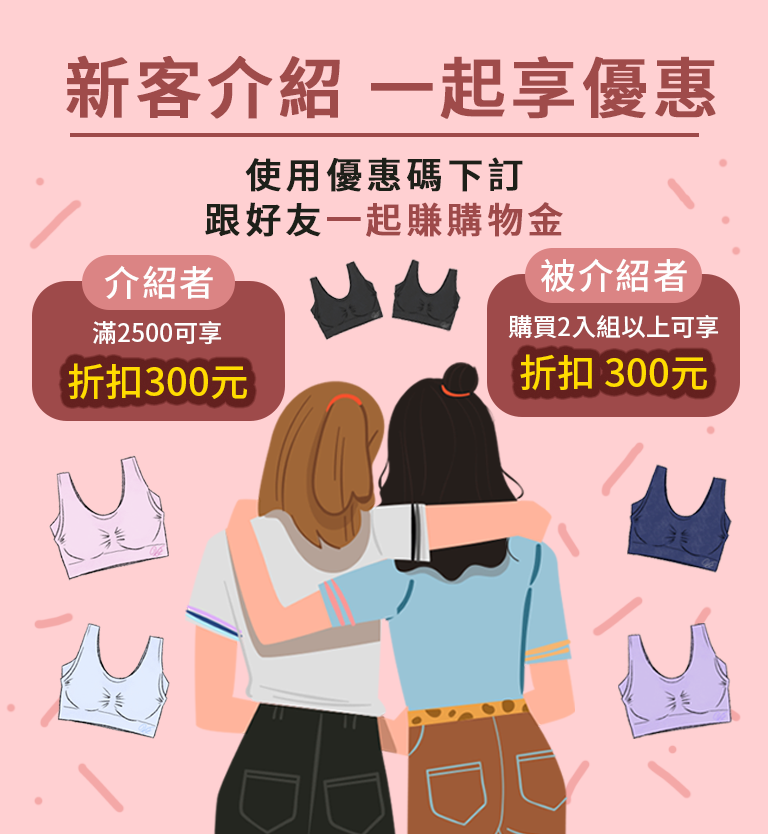 新客介紹 一起享優惠
使用優惠碼下訂
跟好友一起賺購物金
介紹者
滿2500可享
折扣300元
被介紹者
購買2入組以上可享
折扣 300元